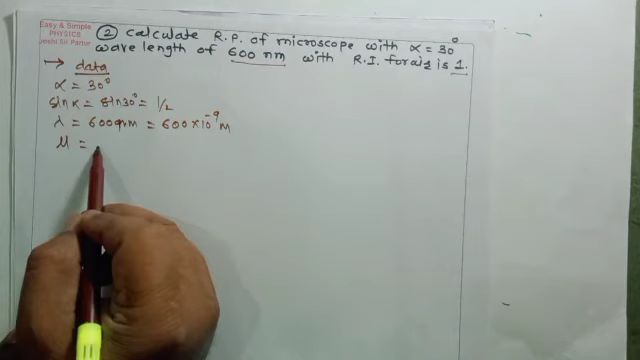 Easy & Simple
PHYSICS
② Calculate R.P. of microscope with α = 30°
wave length of 600 nm with R.I. for air is 1.
→ data
α = 30°
sin α = sin 30° = 1/2
λ = 600 nm = 600 × 10⁻⁹ m
μ =